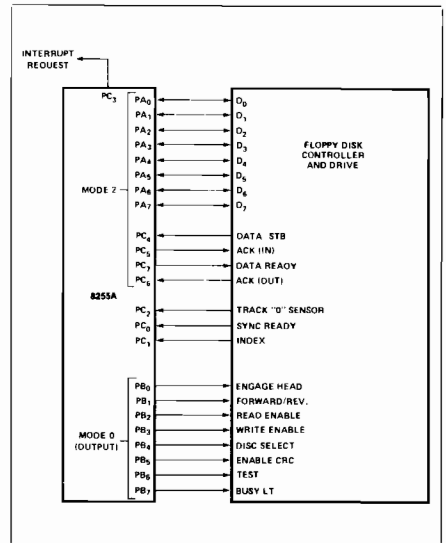 INTERRUPT
REQUEST
PC3
PA0 D0
PA1 D1
PA2 D2
PA3 D3
PA4 D4
PA5 D5
PA6 D6
PA7 D7
FLOPPY DISK
CONTROLLER
AND DRIVE
MODE 2
PC4 DATA STB
PC5 ACK (IN)
PC7 DATA READY
PC6 ACK (OUT)
8255A
PC2 TRACK "0" SENSOR
PC0 SYNC READY
PC1 INDEX
MODE 0
(OUTPUT)
PB0 ENGAGE HEAD
PB1 FORWARD/REV.
PB2 READ ENABLE
PB3 WRITE ENABLE
PB4 DISC SELECT
PB5 ENABLE CRC
PB6 TEST
PB7 BUSY LT